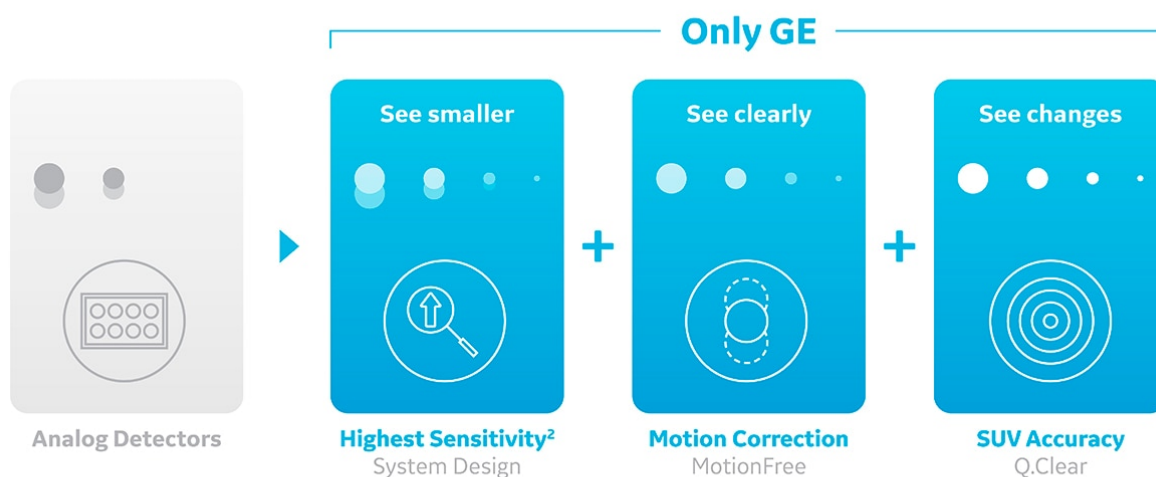 Only GE
See smaller
See clearly
See changes
Analog Detectors
Highest Sensitivity²
System Design
Motion Correction
MotionFree
SUV Accuracy
Q.Clear